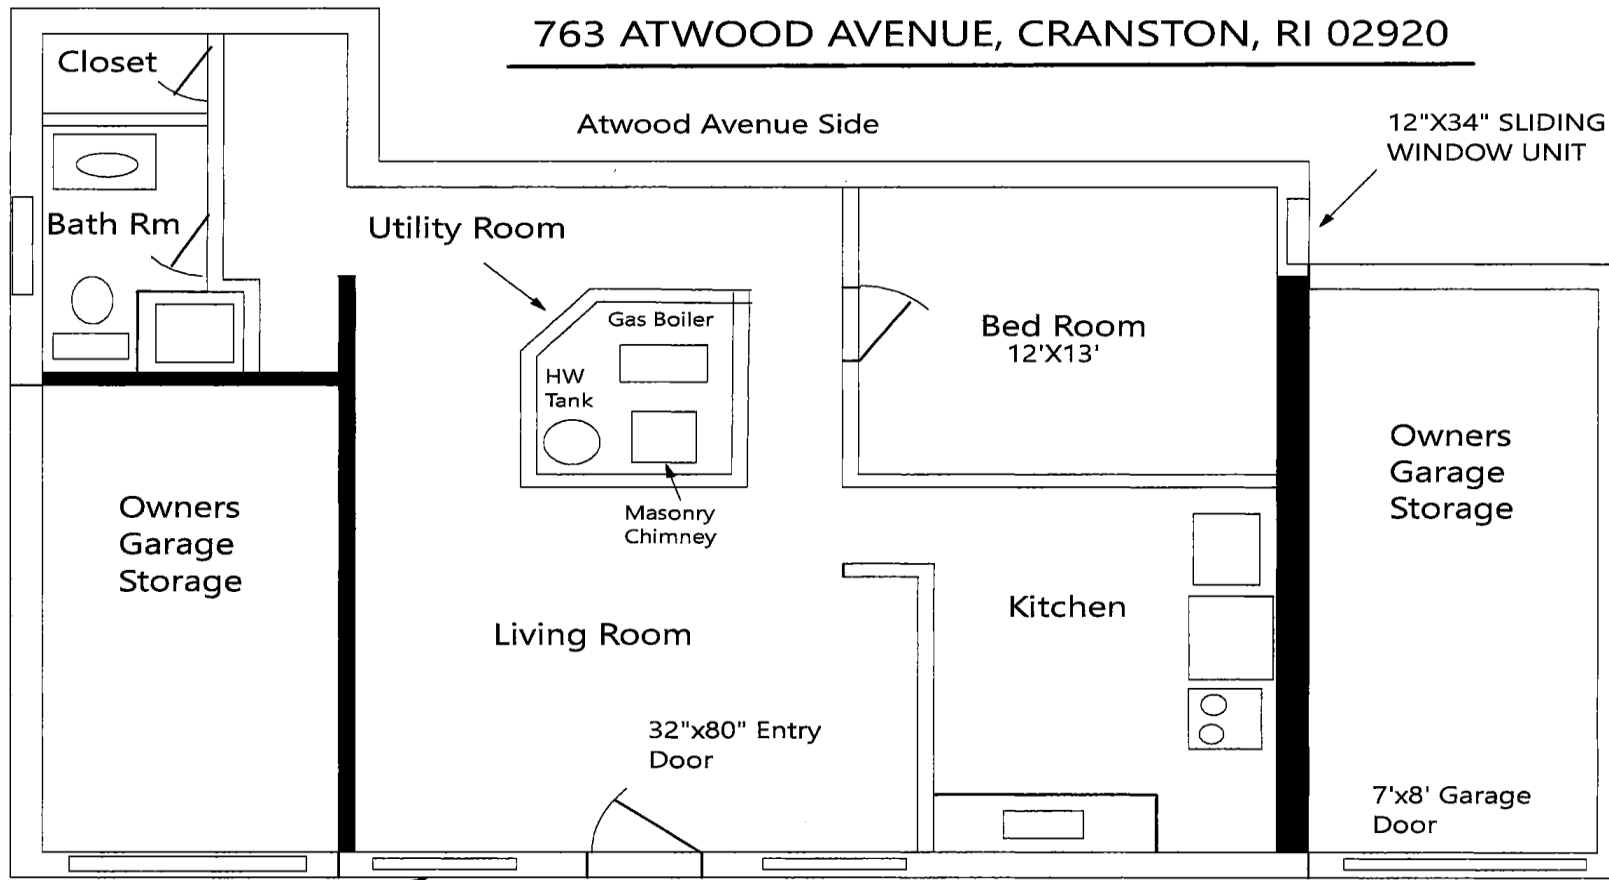 763 ATWOOD AVENUE, CRANSTON, RI 02920
Closet
Atwood Avenue Side
12"X34" SLIDING
WINDOW UNIT
Bath Rm
Utility Room
Gas Boiler
Bed Room
12'X13'
HW
Tank
Owners
Garage
Storage
Owners
Garage
Storage
Masonry
Chimney
Kitchen
Living Room
32"x80" Entry
Door
7'x8' Garage
Door